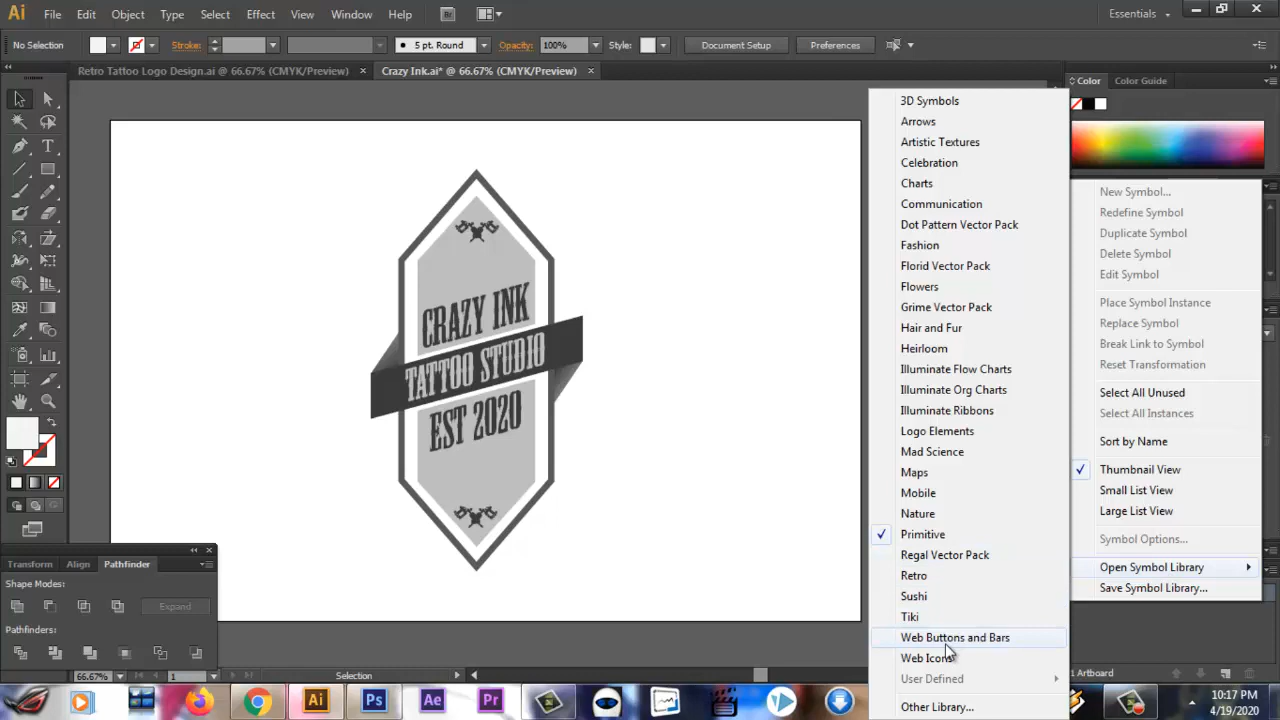 Ai File Edit Object Type Select Effect View Window Help Br Essentials
No Selection Stroke: 5 pt. Round Opacity: 100% Style: Document Setup Preferences
Retro Tattoo Logo Design.ai @ 66.67% (CMYK/Preview) × Crazy Ink.ai* @ 66.67% (CMYK/Preview) ×
Color Color Guide
3D Symbols
Arrows
Artistic Textures
Celebration
Charts
Communication
Dot Pattern Vector Pack
Fashion
Florid Vector Pack
Flowers
Grime Vector Pack
Hair and Fur
Heirloom
Illuminate Flow Charts
Illuminate Org Charts
Illuminate Ribbons
Logo Elements
Mad Science
Maps
Mobile
Nature
Primitive
Regal Vector Pack
Retro
Sushi
Tiki
Web Buttons and Bars
Web Icons
User Defined
Other Library...
New Symbol...
Redefine Symbol
Duplicate Symbol
Delete Symbol
Edit Symbol
Place Symbol Instance
Replace Symbol
Break Link to Symbol
Reset Transformation
Select All Unused
Select All Instances
Sort by Name
Thumbnail View
Small List View
Large List View
Symbol Options...
Open Symbol Library
Save Symbol Library...
CRAZY INK
TATTOO STUDIO
EST 2020
Transform Align Pathfinder
Shape Modes:
Expand
Pathfinders:
66.67% 1 Selection
1 Artboard
Ai Ps Ae Pr
10:17 PM
4/19/2020